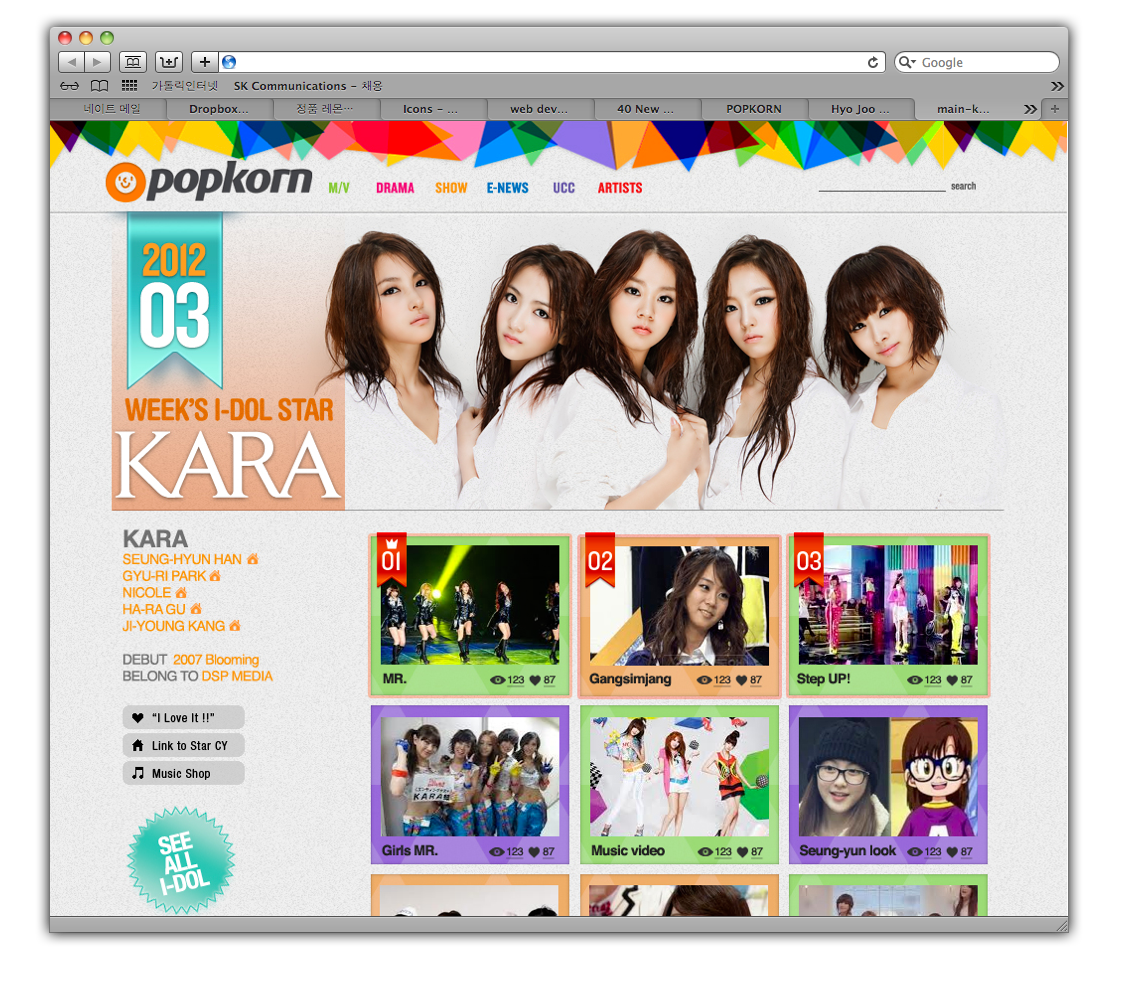 Google
가톨릭인터넷 SK Communications – 채용
네이트 메일 Dropbox... 정품 레몬... Icons - ... web dev... 40 New ... POPKORN Hyo Joo ... main-k...
popkorn M/V DRAMA SHOW E-NEWS UCC ARTISTS search
2012
03
WEEK'S I-DOL STAR
KARA
KARA
SEUNG-HYUN HAN
GYU-RI PARK
NICOLE
HA-RA GU
JI-YOUNG KANG
DEBUT 2007 Blooming
BELONG TO DSP MEDIA
"I Love It !!"
Link to Star CY
Music Shop
SEE
ALL
I-DOL
01 02 03
MR. 123 87 Gangsimjang 123 87 Step UP! 123 87
KARA
Girls MR. 123 87 Music video 123 87 Seung-yun look 123 87